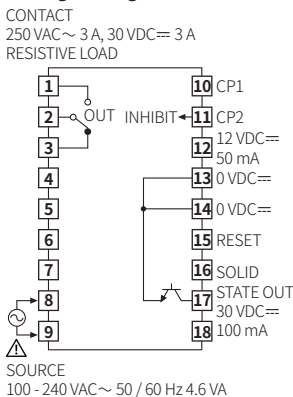 CONTACT
250 VAC～ 3 A, 30 VDC⎓ 3 A
RESISTIVE LOAD
1
10 CP1
2 OUT INHIBIT 11 CP2
3
12 12 VDC⎓
50 mA
4
13 0 VDC⎓
5
14 0 VDC⎓
6
15 RESET
7
16 SOLID
8
17 STATE OUT
30 VDC⎓
9
18 100 mA
SOURCE
100 - 240 VAC～ 50 / 60 Hz 4.6 VA